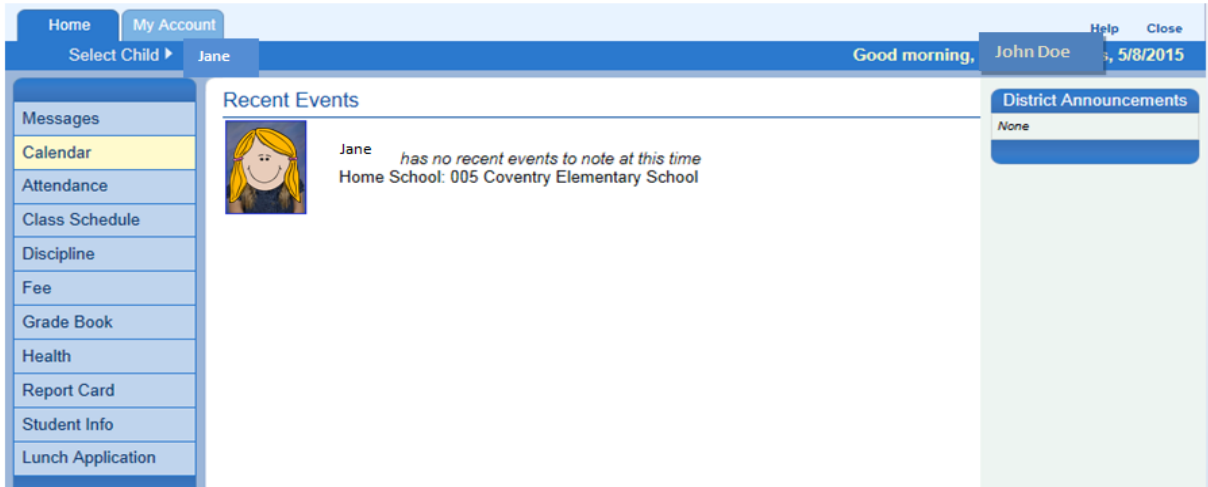 Home My Account
Help Close
Select Child Jane Good morning, John Doe s, 5/8/2015
Messages
Calendar
Attendance
Class Schedule
Discipline
Fee
Grade Book
Health
Report Card
Student Info
Lunch Application
Recent Events
Jane has no recent events to note at this time
Home School: 005 Coventry Elementary School
District Announcements
None